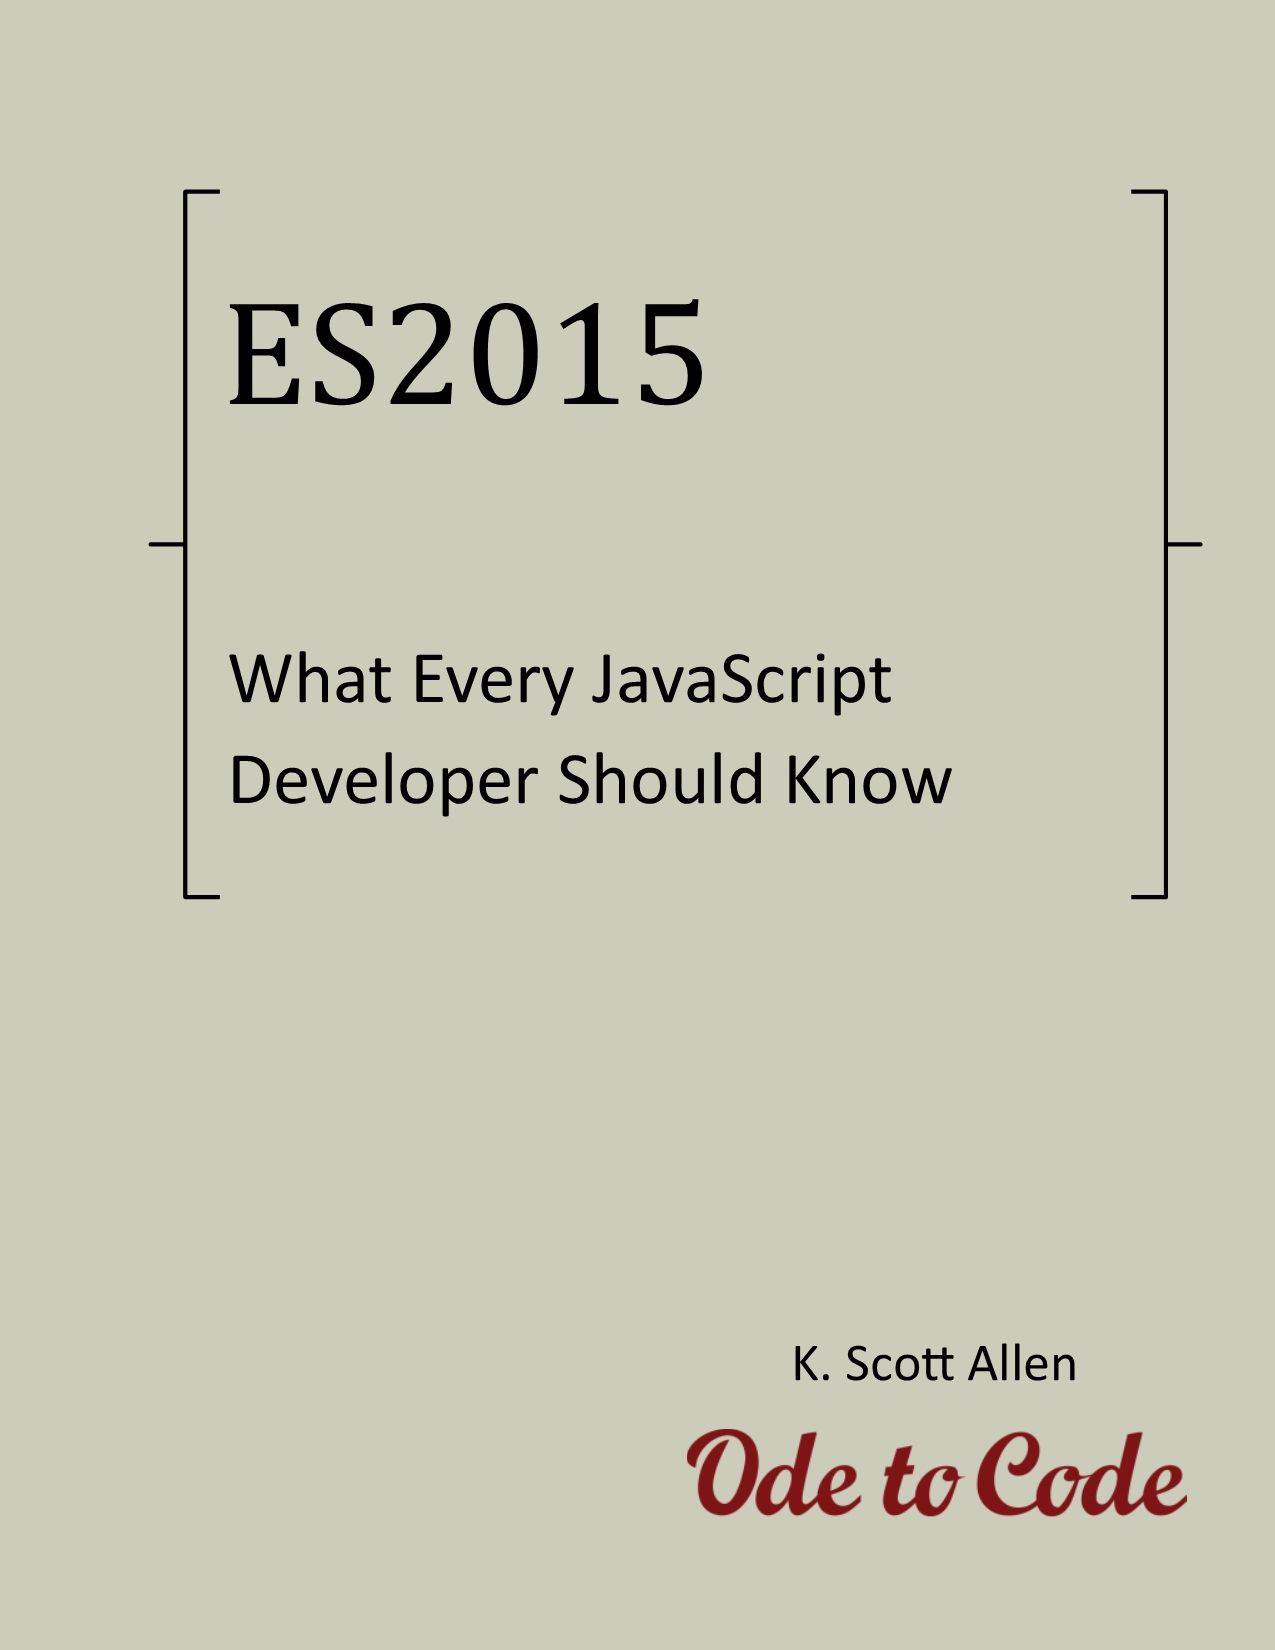 ES2015
What Every JavaScript
Developer Should Know
K. Scott Allen
Ode to Code